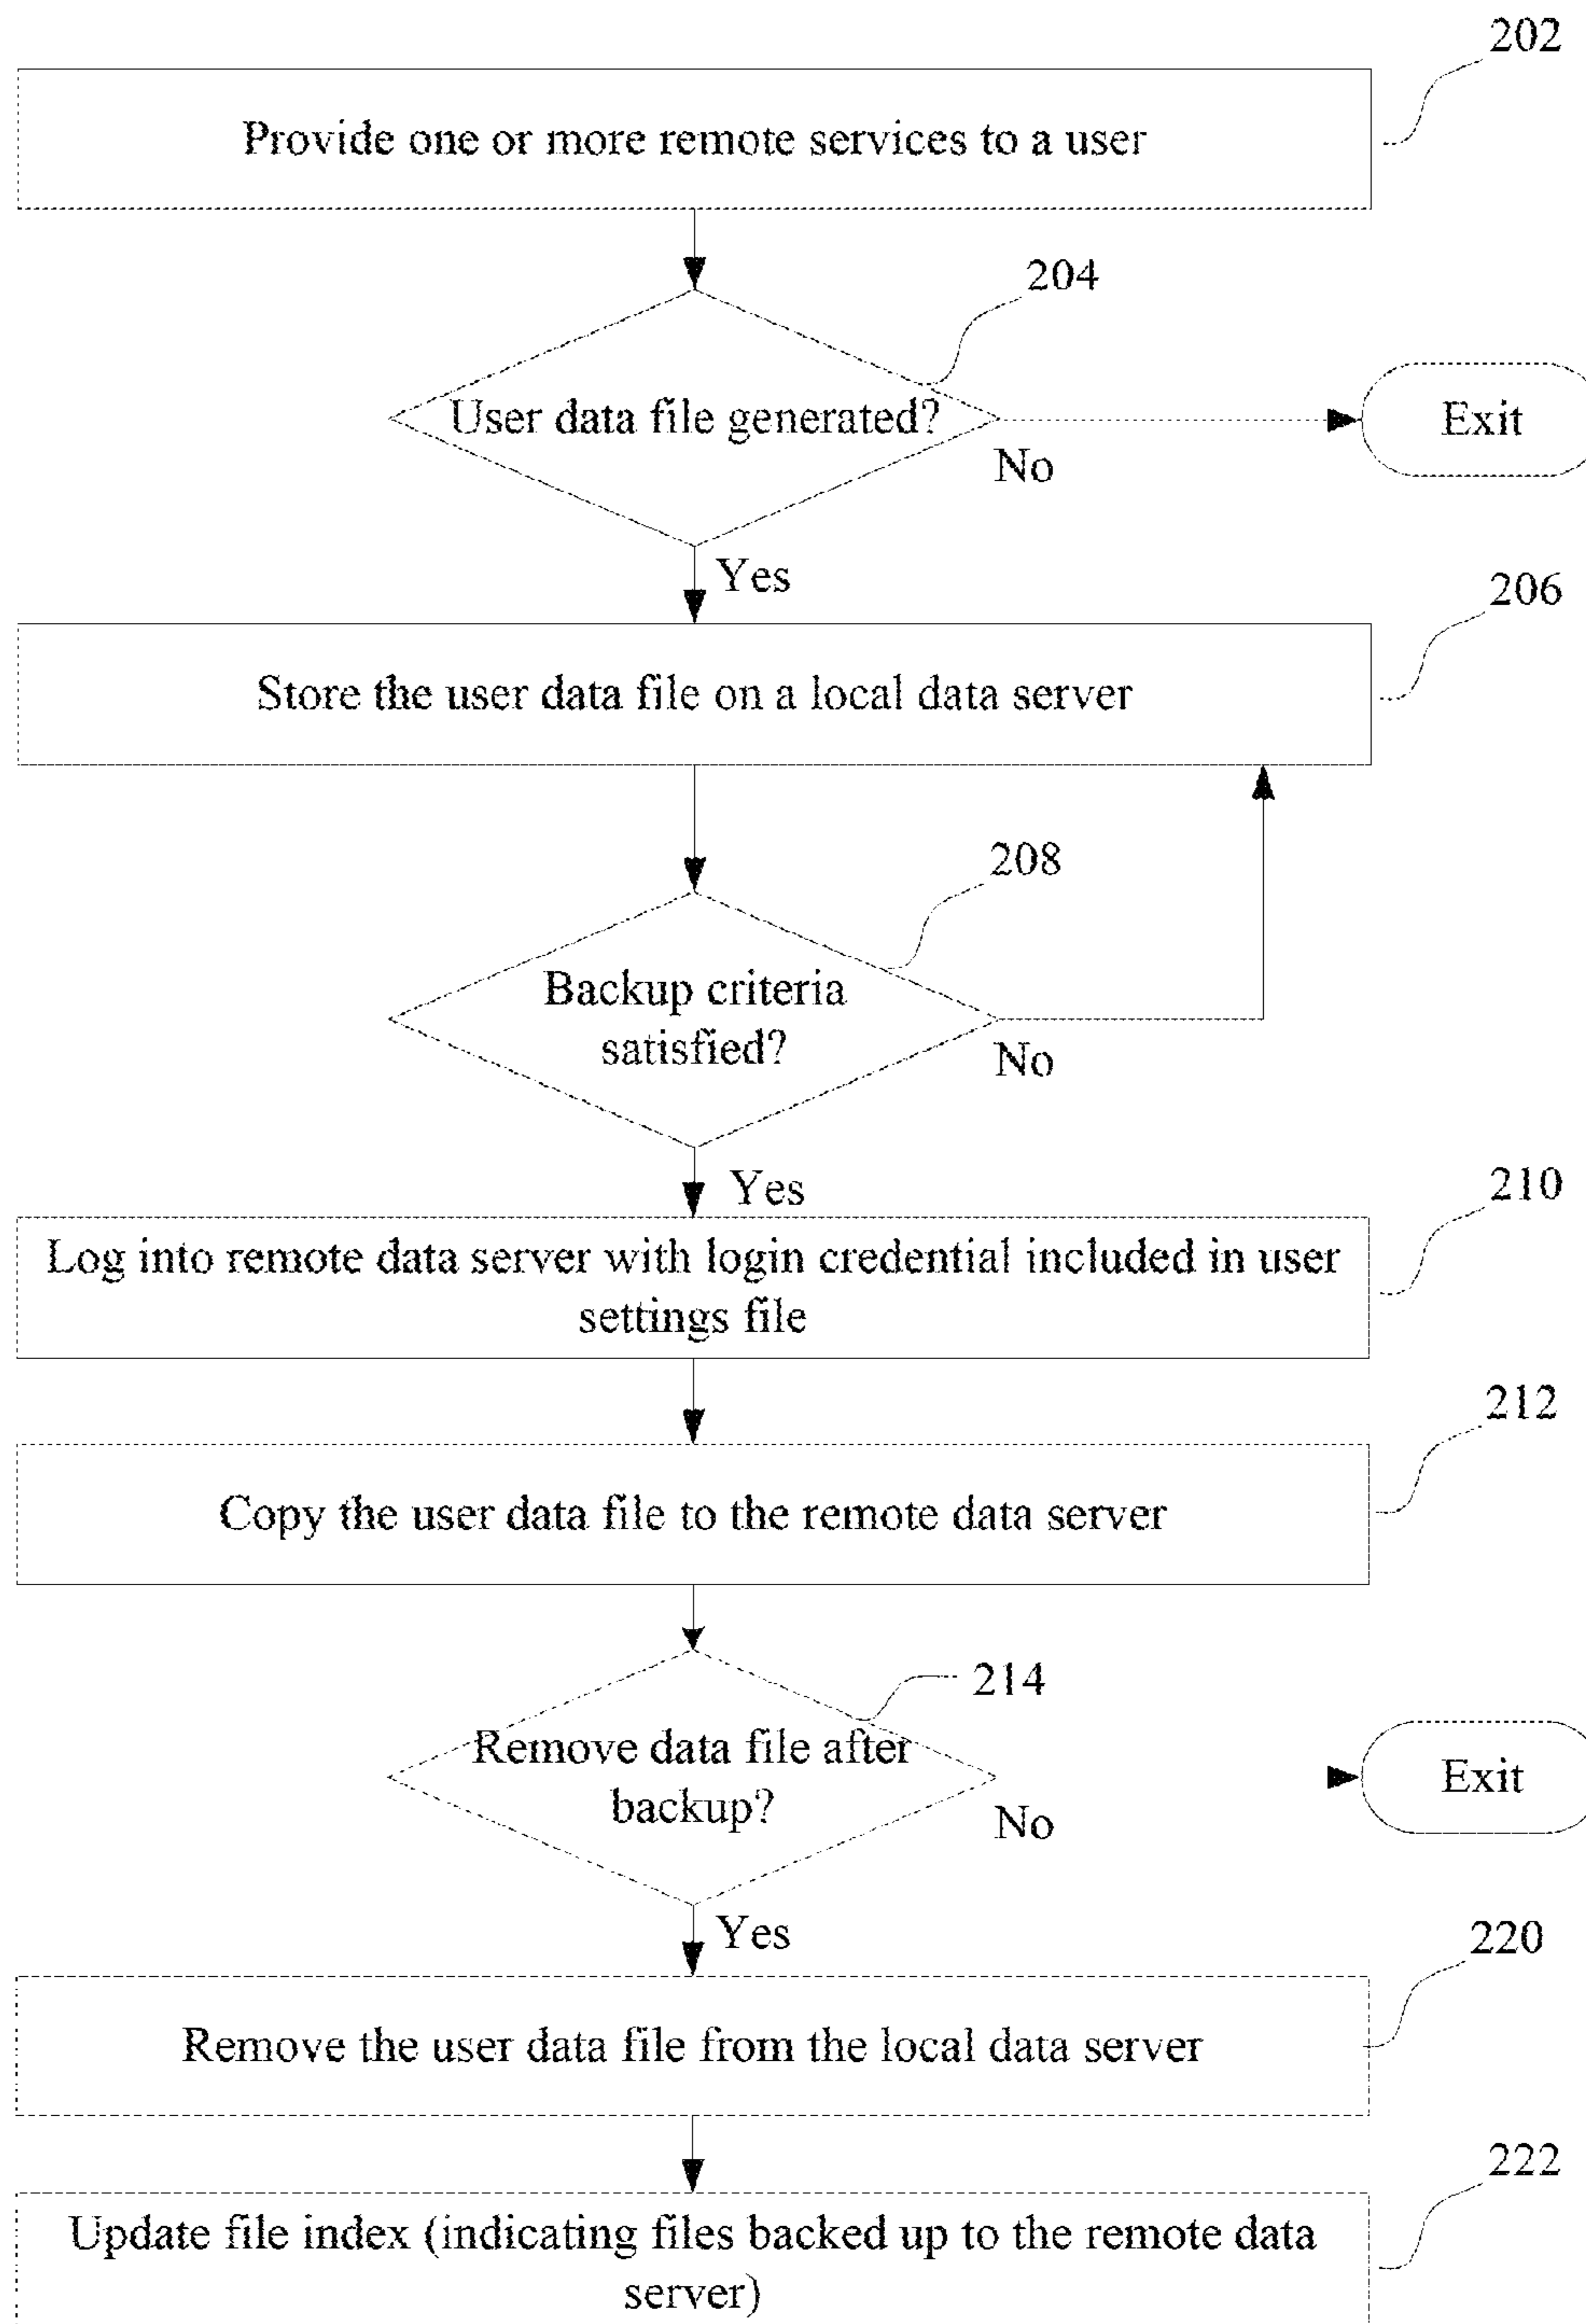 202
Provide one or more remote services to a user
204
User data file generated?
Exit
No
Yes
206
Store the user data file on a local data server
208
Backup criteria
satisfied?
No
Yes
210
Log into remote data server with login credential included in user
settings file
212
Copy the user data file to the remote data server
214
Remove data file after
backup?
Exit
No
Yes
220
Remove the user data file from the local data server
222
Update file index (indicating files backed up to the remote data
server)